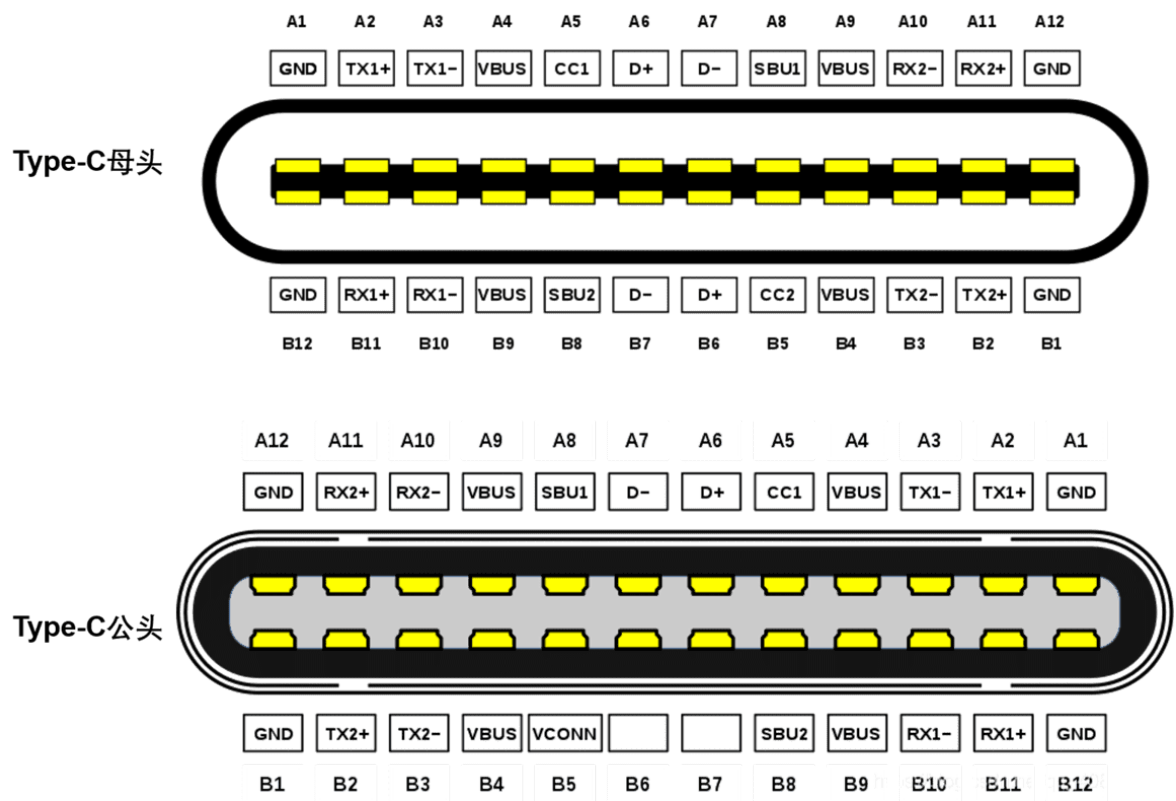 A1 A2 A3 A4 A5 A6 A7 A8 A9 A10 A11 A12
GND TX1+ TX1− VBUS CC1 D+ D− SBU1 VBUS RX2− RX2+ GND
Type-C母头
GND RX1+ RX1− VBUS SBU2 D− D+ CC2 VBUS TX2− TX2+ GND
B12 B11 B10 B9 B8 B7 B6 B5 B4 B3 B2 B1
A12 A11 A10 A9 A8 A7 A6 A5 A4 A3 A2 A1
GND RX2+ RX2− VBUS SBU1 D− D+ CC1 VBUS TX1− TX1+ GND
Type-C公头
GND TX2+ TX2− VBUS VCONN SBU2 VBUS RX1− RX1+ GND
B1 B2 B3 B4 B5 B6 B7 B8 B9 B10 B11 B12